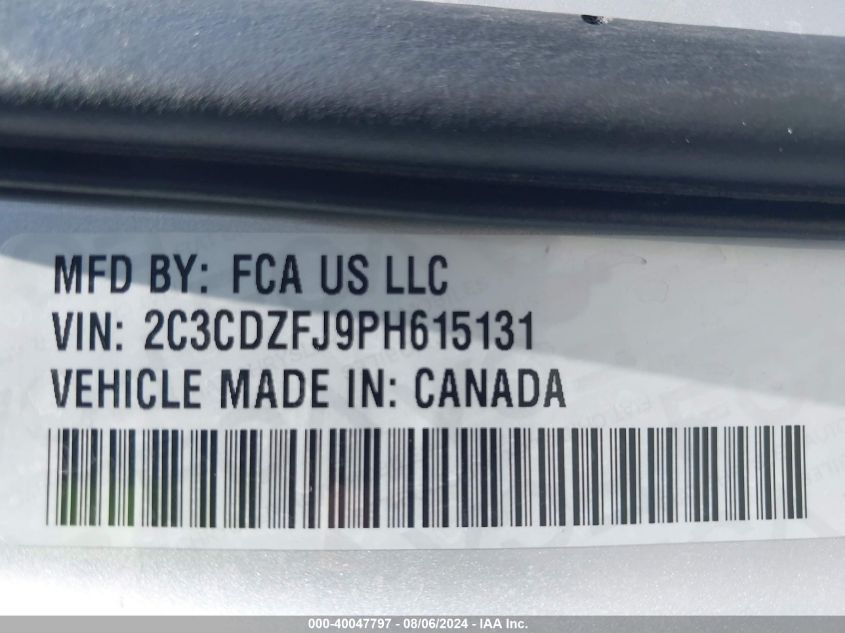 MFD BY: FCA US LLC
VIN: 2C3CDZFJ9PH615131
VEHICLE MADE IN: CANADA
000-40047797 - 08/06/2024 - IAA Inc.